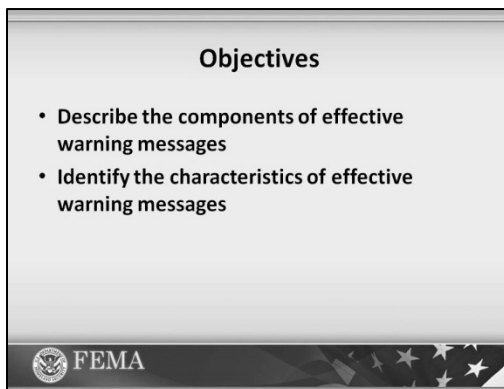 Objectives
• Describe the components of effective
warning messages
• Identify the characteristics of effective
warning messages
FEMA